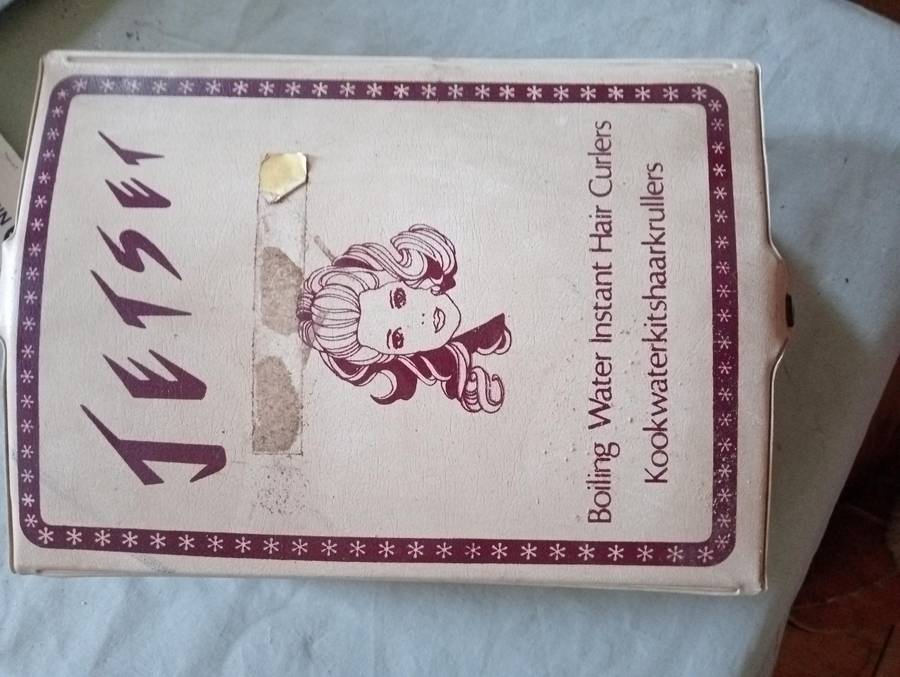 JETSET
Boiling Water Instant Hair Curlers
Kookwaterkitshaarkrullers